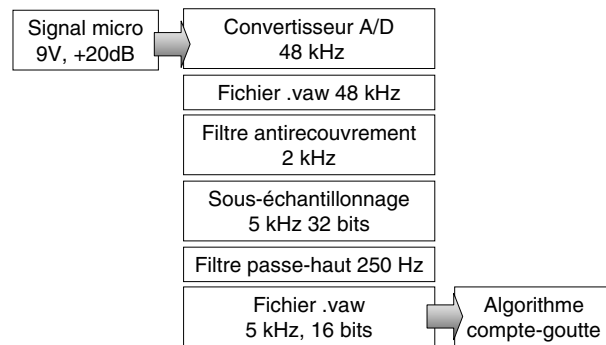 Signal micro
9V, +20dB
Convertisseur A/D
48 kHz
Fichier .vaw 48 kHz
Filtre antirecouvrement
2 kHz
Sous-échantillonnage
5 kHz 32 bits
Filtre passe-haut 250 Hz
Fichier .vaw
5 kHz, 16 bits
Algorithme
compte-goutte